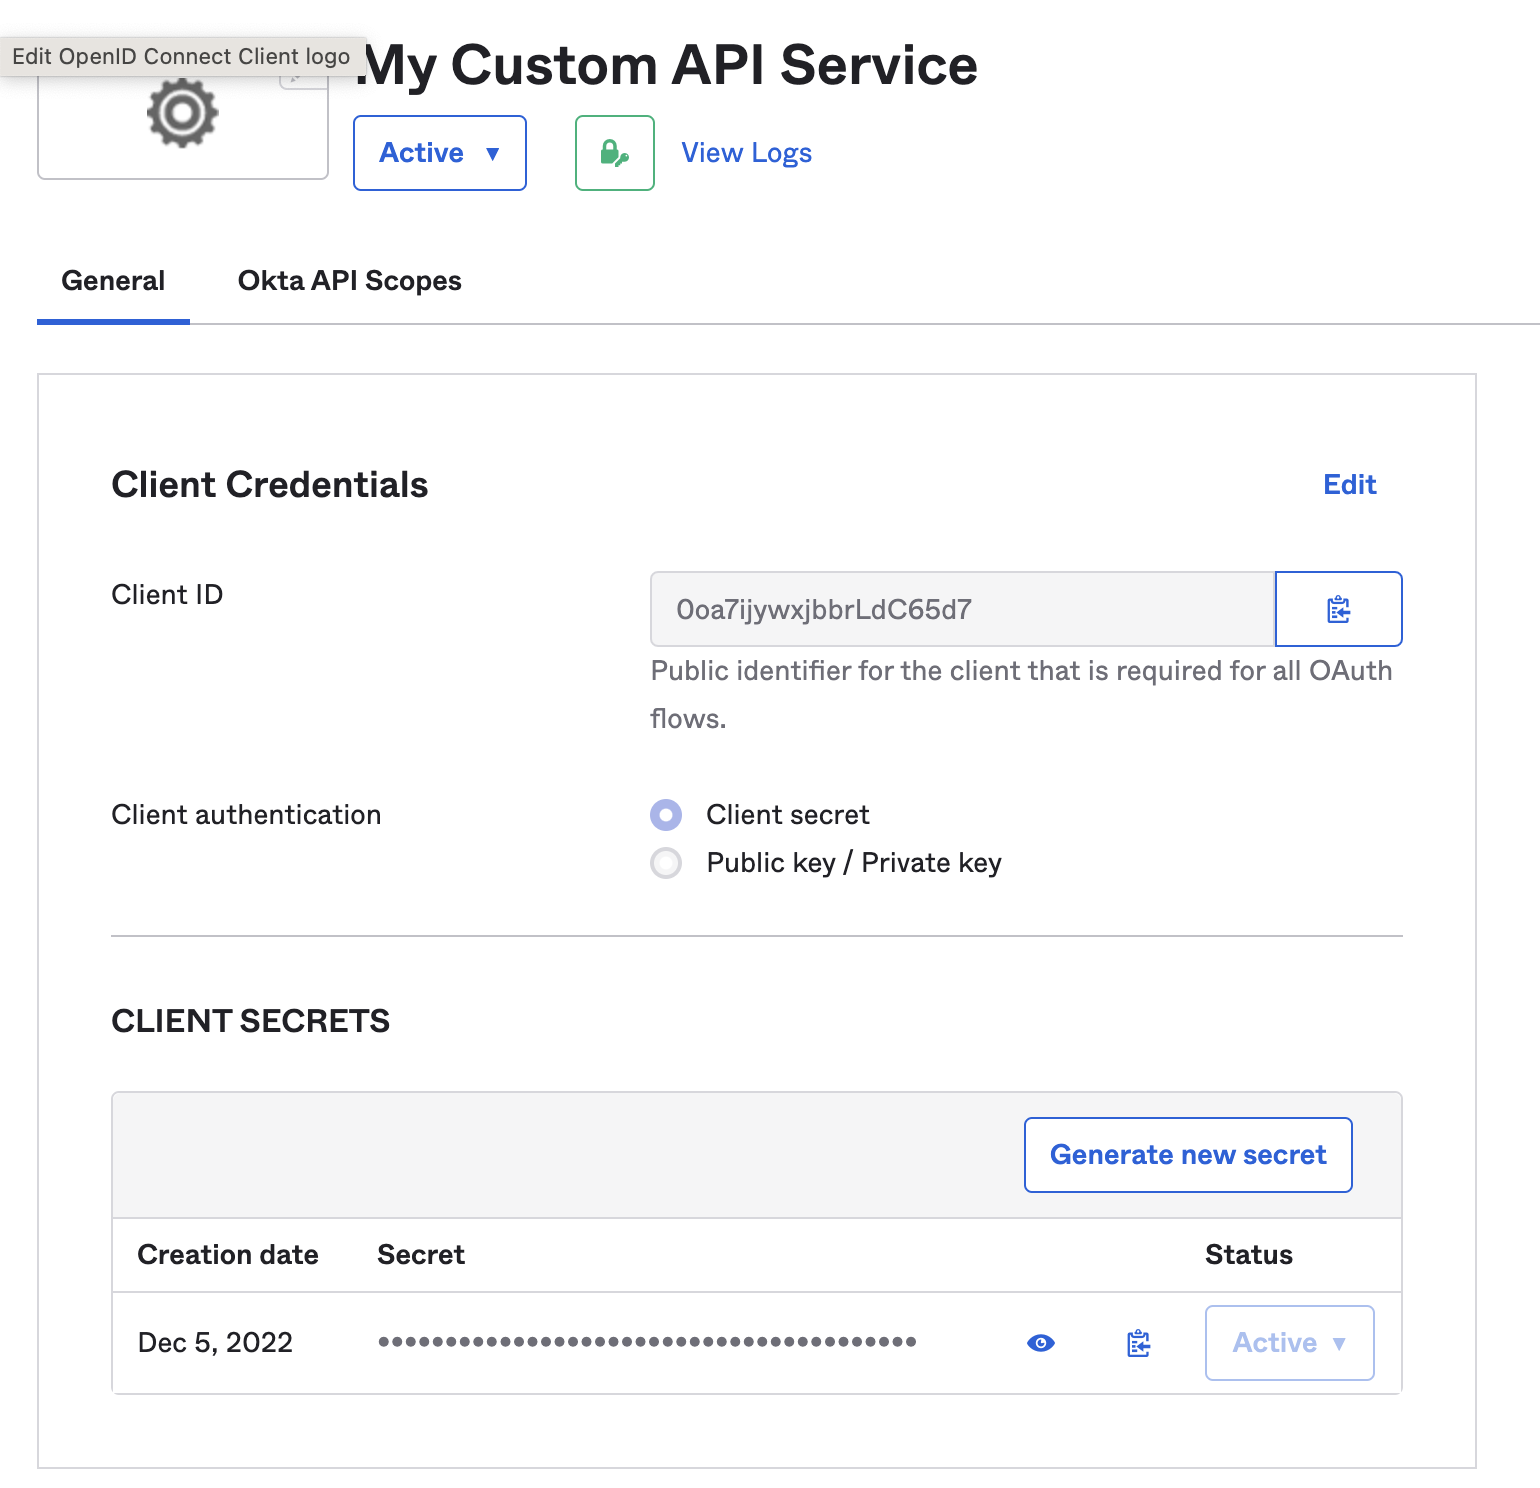 Edit OpenID Connect Client logo
My Custom API Service
Active ▼
View Logs
General
Okta API Scopes
Client Credentials
Edit
Client ID
0oa7ijywxjbbrLdC65d7
Public identifier for the client that is required for all OAuth
flows.
Client authentication
Client secret
Public key / Private key
CLIENT SECRETS
Generate new secret
Creation date
Secret
Status
Dec 5, 2022
••••••••••••••••••••••••••••••••••••••••
Active ▼